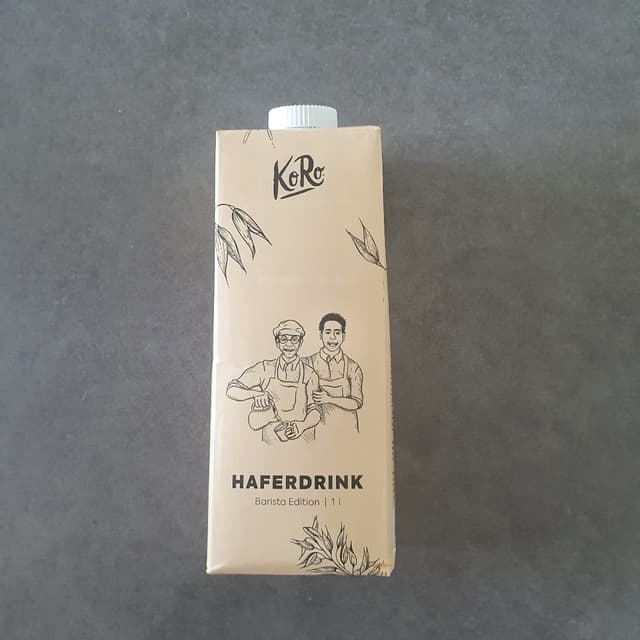 KoRo
HAFERDRINK
Barista Edition | 1 l